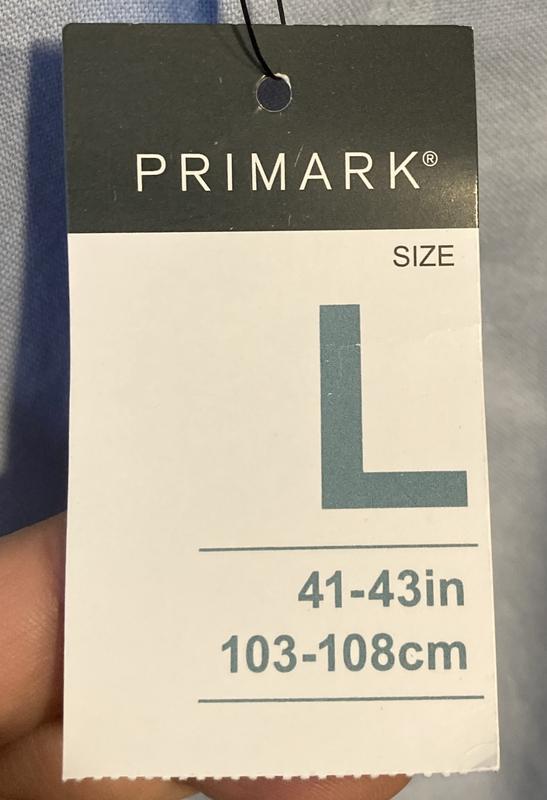 PRIMARK®
SIZE
L
41-43in
103-108cm